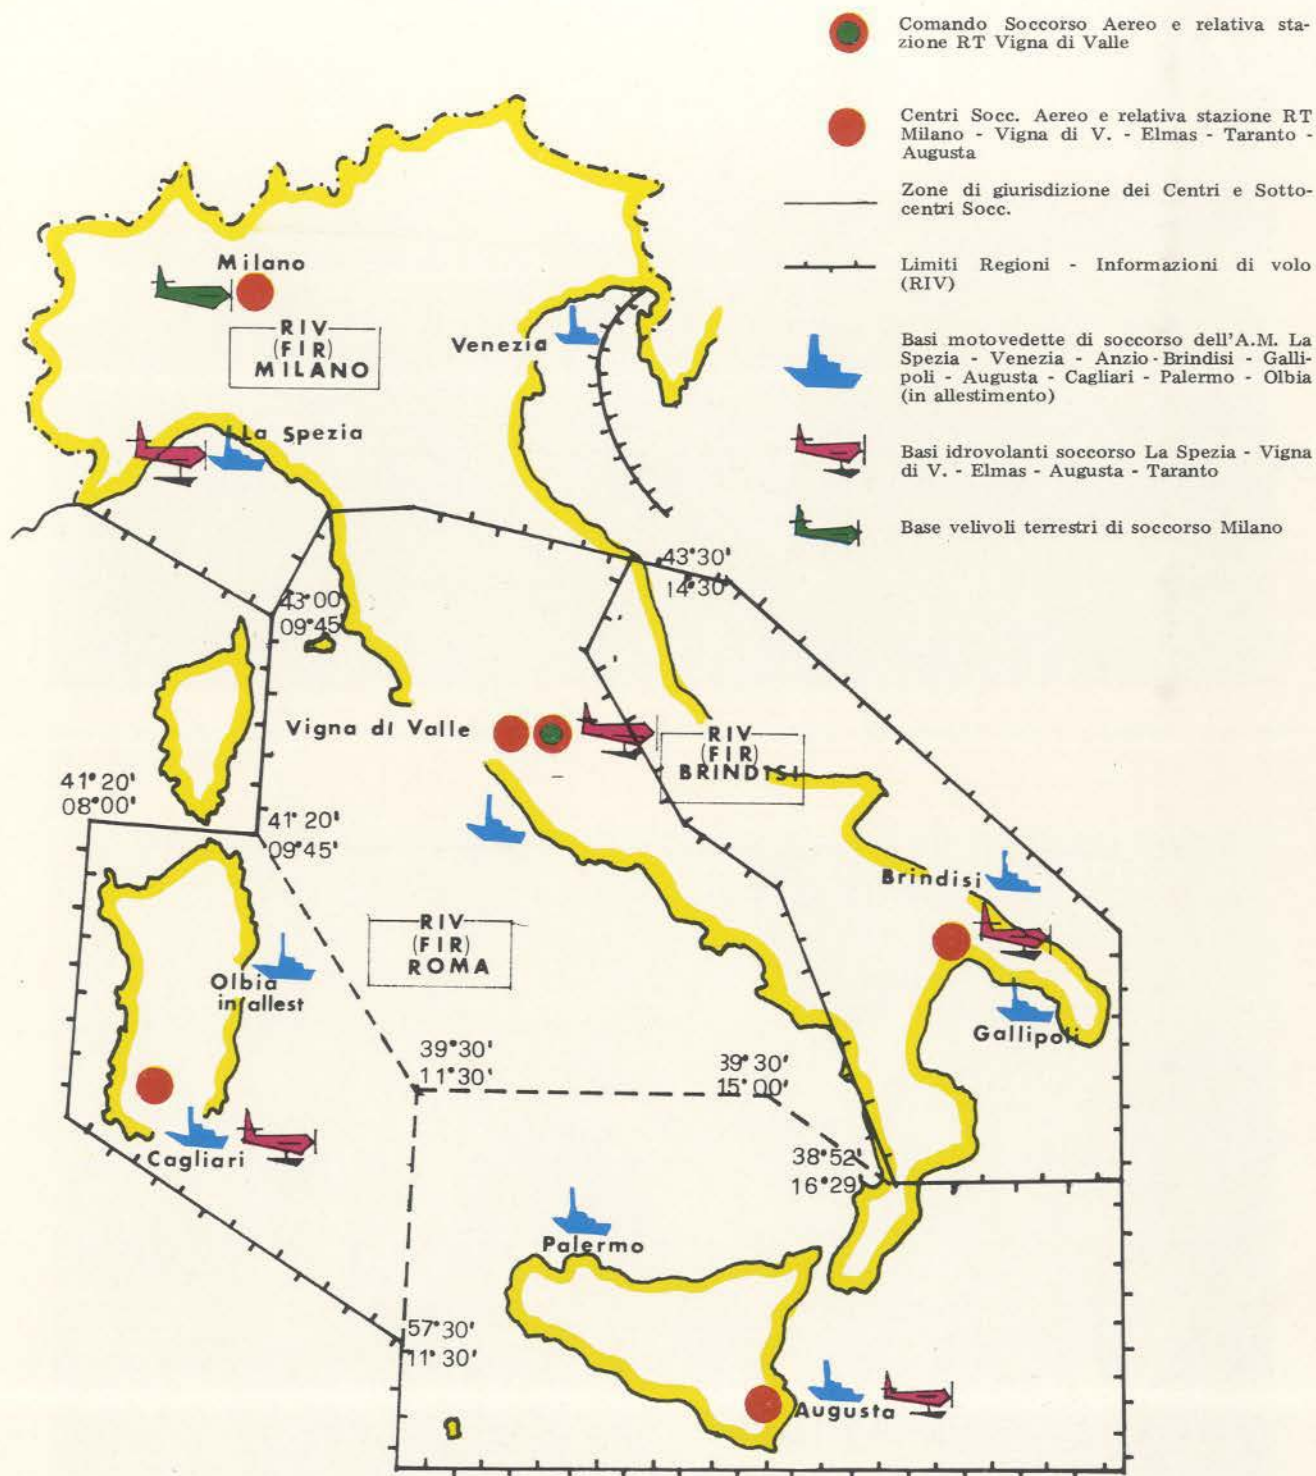 Comando Soccorso Aereo e relativa sta-
zione RT Vigna di Valle
Centri Socc. Aereo e relativa stazione RT
Milano - Vigna di V. - Elmas - Taranto -
Augusta
Zone di giurisdizione dei Centri e Sotto-
centri Socc.
Limiti Regioni - Informazioni di volo
(RIV)
Basi motovedette di soccorso dell'A.M. La
Spezia - Venezia - Anzio - Brindisi - Galli-
poli - Augusta - Cagliari - Palermo - Olbia
(in allestimento)
Basi idrovolanti soccorso La Spezia - Vigna
di V. - Elmas - Augusta - Taranto
Base velivoli terrestri di soccorso Milano
Milano
RIV
(FIR)
MILANO
Venezia
La Spezia
43°30'
14°30'
43°00'
09°45'
Vigna di Valle
RIV
(FIR)
BRINDISI
41°20'
08°00'
41°20'
09°45'
Brindisi
RIV
(FIR)
ROMA
Olbia
in allest
Gallipoli
39°30'
11°30'
39°30'
15°00'
Cagliari
38°52'
16°29'
Palermo
57°30'
11°30'
Augusta